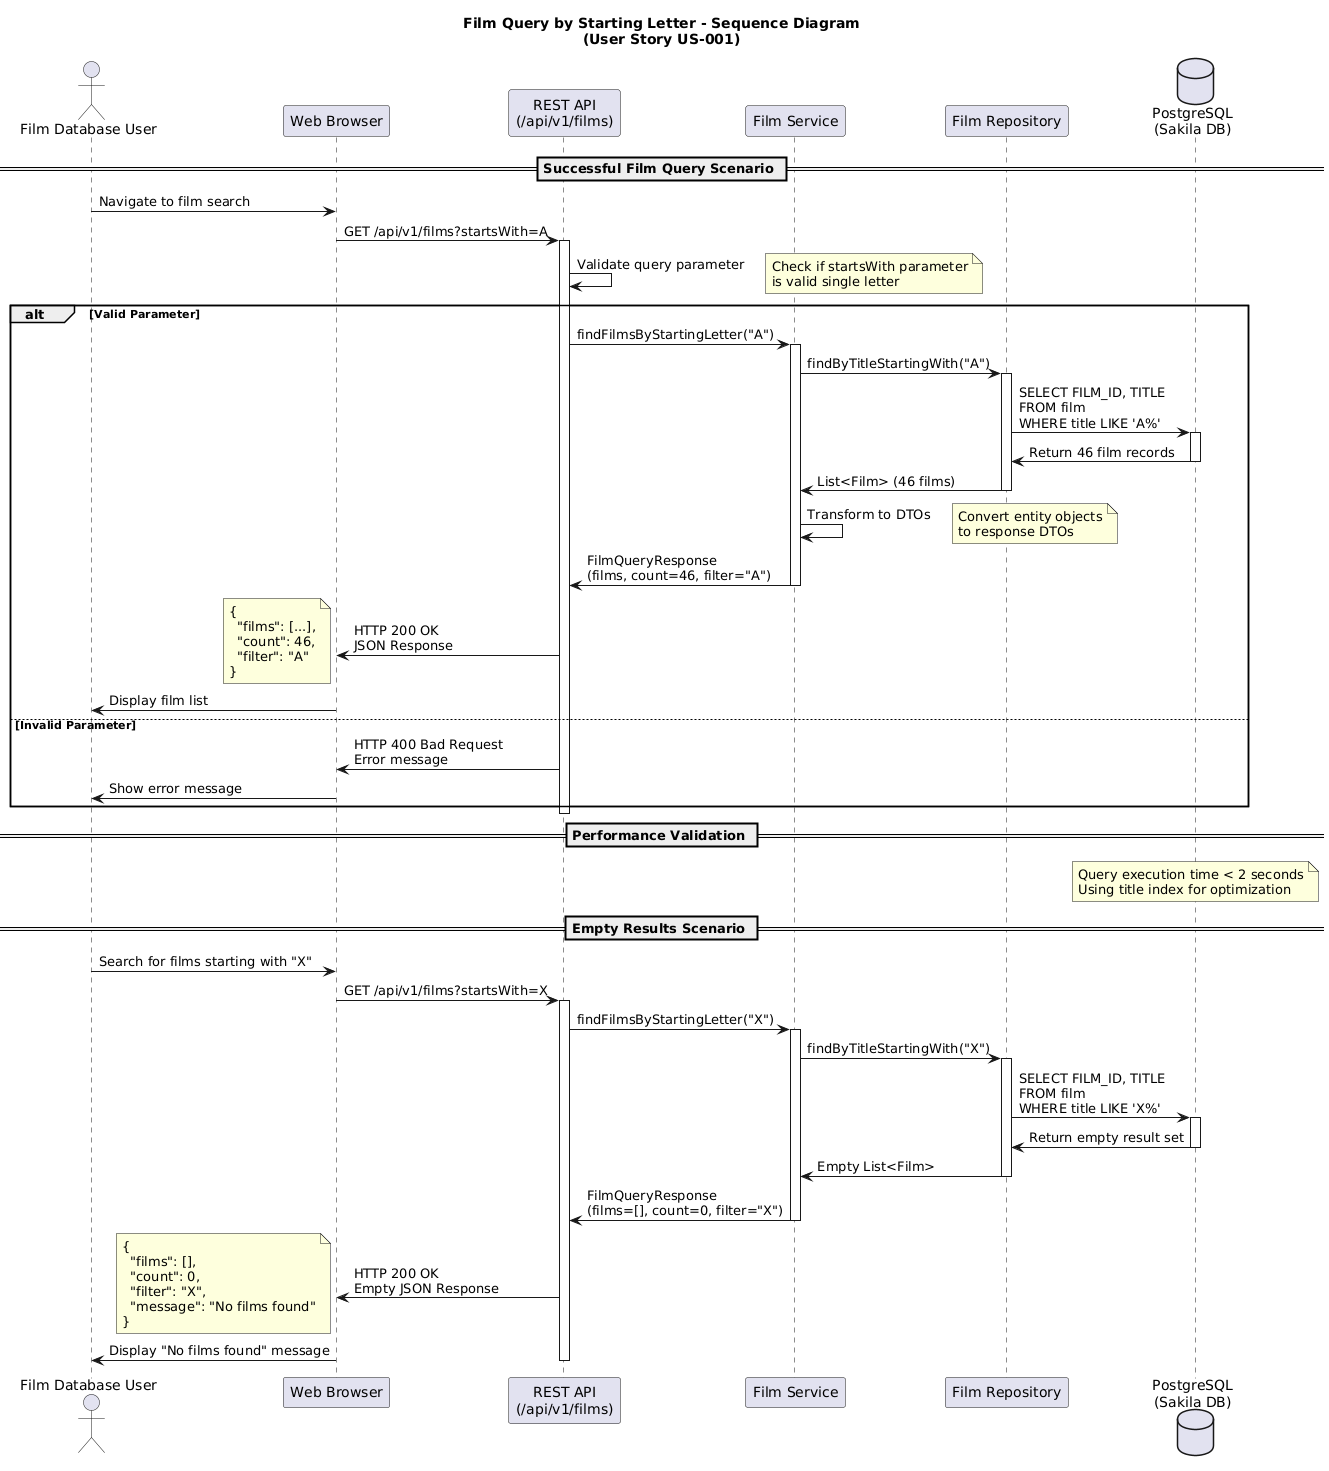 Film Query by Starting Letter - Sequence Diagram
(User Story US-001)
Film Database User
Web Browser
REST API
(/api/v1/films)
Film Service
Film Repository
PostgreSQL
(Sakila DB)
Successful Film Query Scenario
Navigate to film search
GET /api/v1/films?startsWith=A
Validate query parameter
Check if startsWith parameter
is valid single letter
alt
[Valid Parameter]
findFilmsByStartingLetter("A")
findByTitleStartingWith("A")
SELECT FILM_ID, TITLE
FROM film
WHERE title LIKE 'A%'
Return 46 film records
List<Film> (46 films)
Transform to DTOs
Convert entity objects
to response DTOs
FilmQueryResponse
(films, count=46, filter="A")
{
"films": [...],
"count": 46,
"filter": "A"
}
HTTP 200 OK
JSON Response
Display film list
[Invalid Parameter]
HTTP 400 Bad Request
Error message
Show error message
Performance Validation
Query execution time < 2 seconds
Using title index for optimization
Empty Results Scenario
Search for films starting with "X"
GET /api/v1/films?startsWith=X
findFilmsByStartingLetter("X")
findByTitleStartingWith("X")
SELECT FILM_ID, TITLE
FROM film
WHERE title LIKE 'X%'
Return empty result set
Empty List<Film>
FilmQueryResponse
(films=[], count=0, filter="X")
{
"films": [],
"count": 0,
"filter": "X",
"message": "No films found"
}
HTTP 200 OK
Empty JSON Response
Display "No films found" message
Film Database User
Web Browser
REST API
(/api/v1/films)
Film Service
Film Repository
PostgreSQL
(Sakila DB)